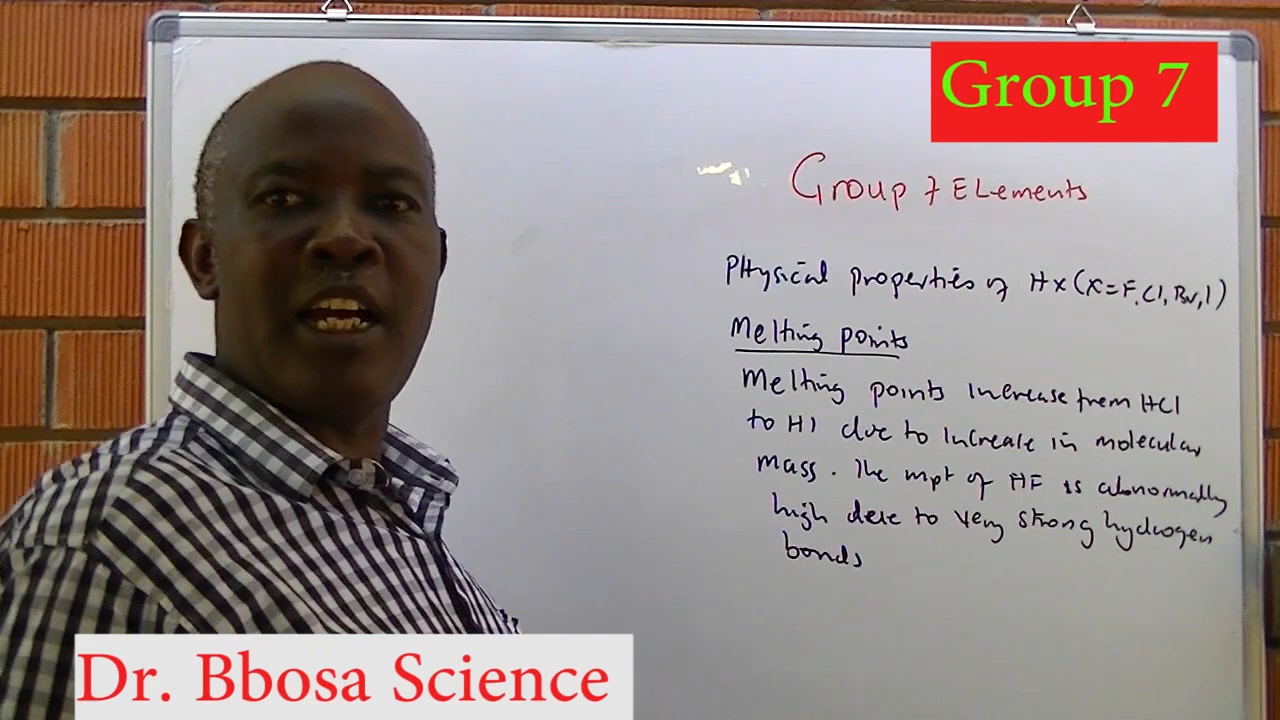 Group 7
Group 7 Elements
Physical properties of HX (X=F, Cl, Br, I)
Melting points
Melting points increase from HCl
to HI due to increase in molecular
mass. The mpt of HF is abnormally
high due to very strong hydrogen
bonds
Dr. Bbosa Science